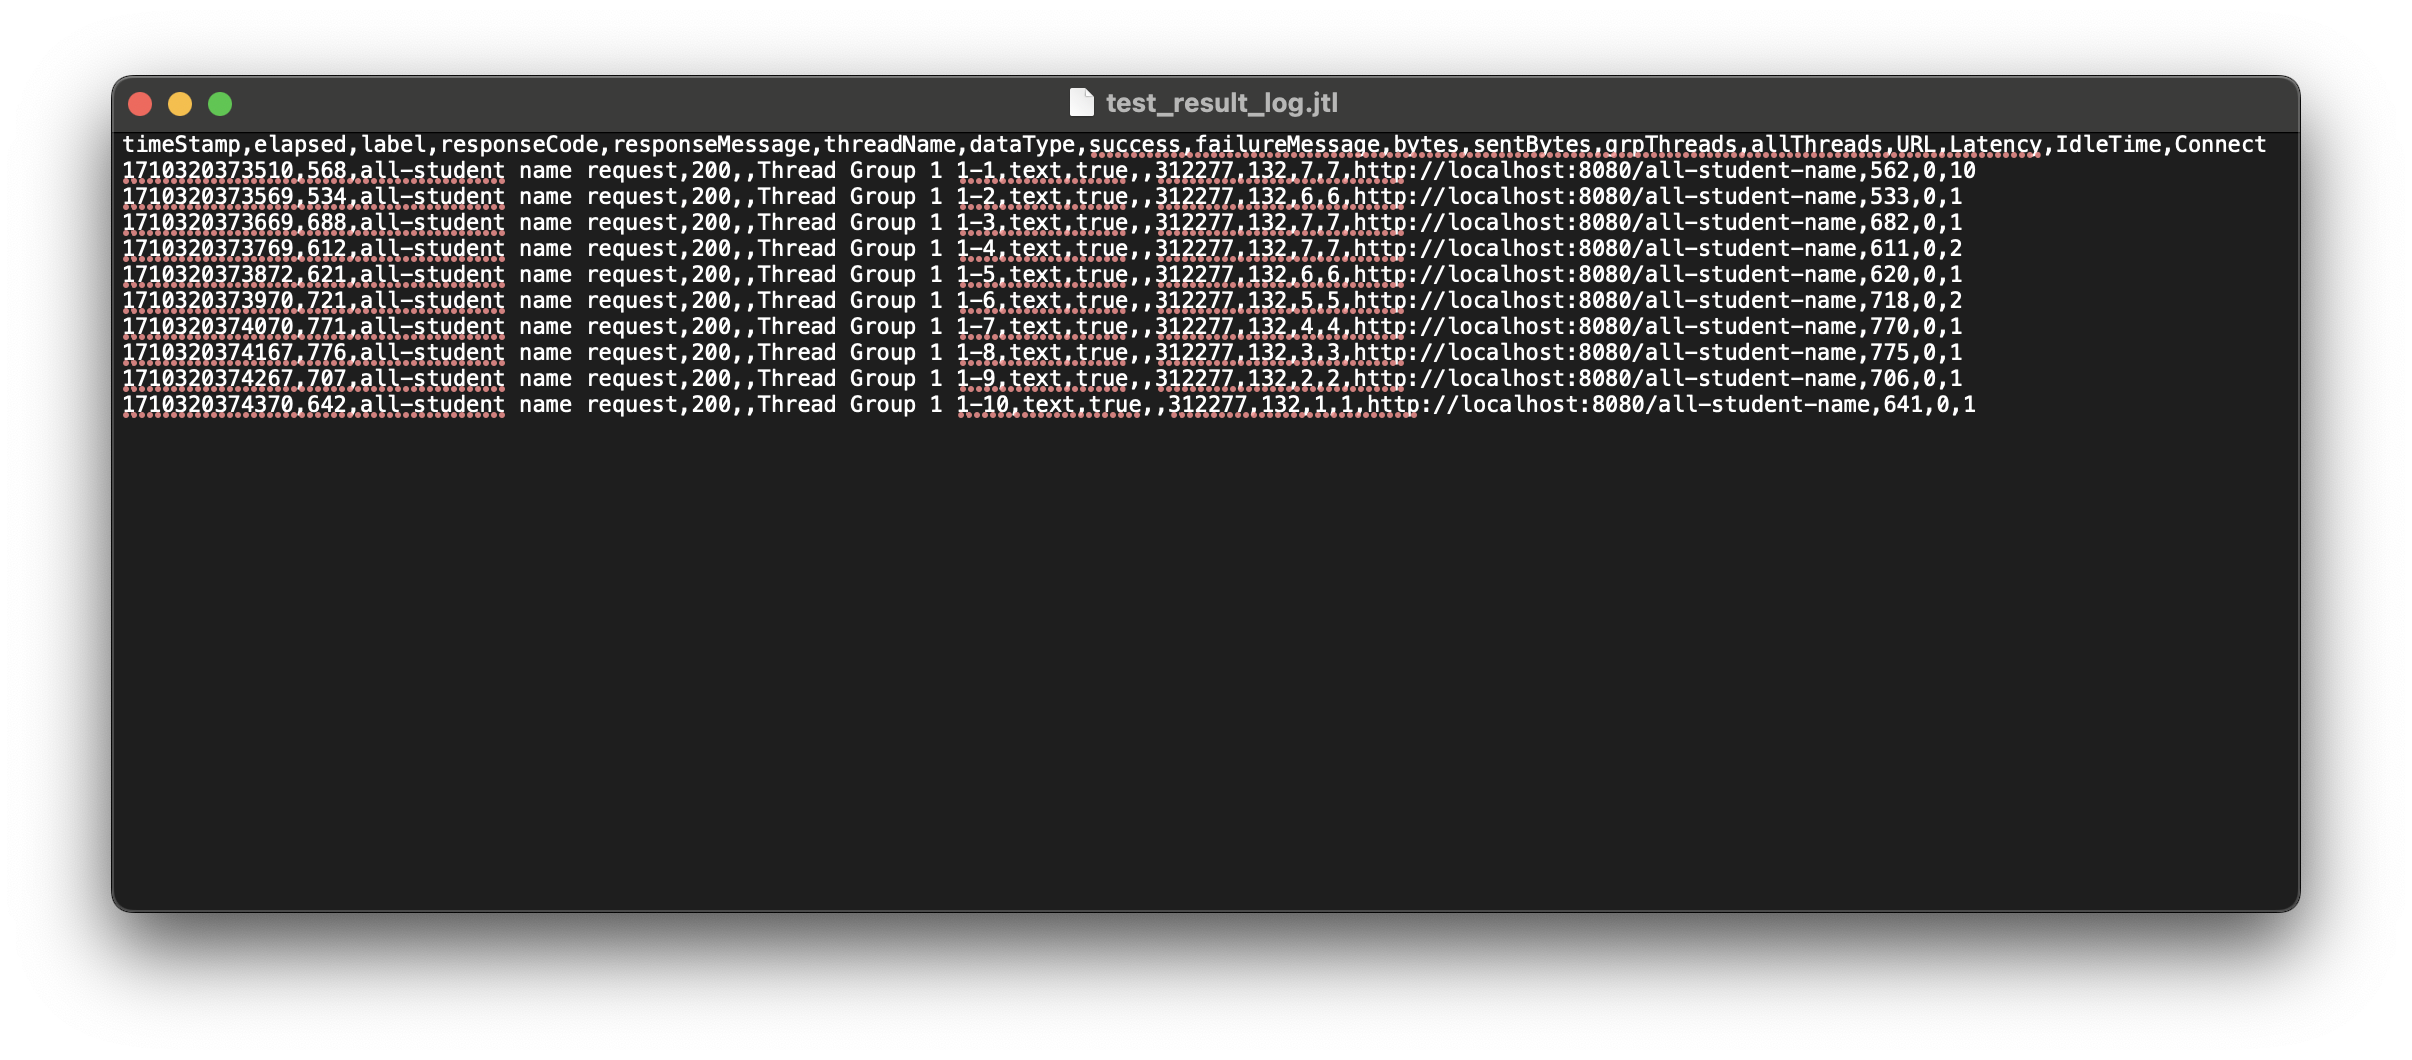 test_result_log.jtl
timeStamp,elapsed,label,responseCode,responseMessage,threadName,dataType,success,failureMessage,bytes,sentBytes,grpThreads,allThreads,URL,Latency,IdleTime,Connect
1710320373510,568,all-student name request,200,,Thread Group 1 1-1,text,true,,312277,132,7,7,http://localhost:8080/all-student-name,562,0,10
1710320373569,534,all-student name request,200,,Thread Group 1 1-2,text,true,,312277,132,6,6,http://localhost:8080/all-student-name,533,0,1
1710320373669,688,all-student name request,200,,Thread Group 1 1-3,text,true,,312277,132,7,7,http://localhost:8080/all-student-name,682,0,1
1710320373769,612,all-student name request,200,,Thread Group 1 1-4,text,true,,312277,132,7,7,http://localhost:8080/all-student-name,611,0,2
1710320373872,621,all-student name request,200,,Thread Group 1 1-5,text,true,,312277,132,6,6,http://localhost:8080/all-student-name,620,0,1
1710320373970,721,all-student name request,200,,Thread Group 1 1-6,text,true,,312277,132,5,5,http://localhost:8080/all-student-name,718,0,2
1710320374070,771,all-student name request,200,,Thread Group 1 1-7,text,true,,312277,132,4,4,http://localhost:8080/all-student-name,770,0,1
1710320374167,776,all-student name request,200,,Thread Group 1 1-8,text,true,,312277,132,3,3,http://localhost:8080/all-student-name,775,0,1
1710320374267,707,all-student name request,200,,Thread Group 1 1-9,text,true,,312277,132,2,2,http://localhost:8080/all-student-name,706,0,1
1710320374370,642,all-student name request,200,,Thread Group 1 1-10,text,true,,312277,132,1,1,http://localhost:8080/all-student-name,641,0,1